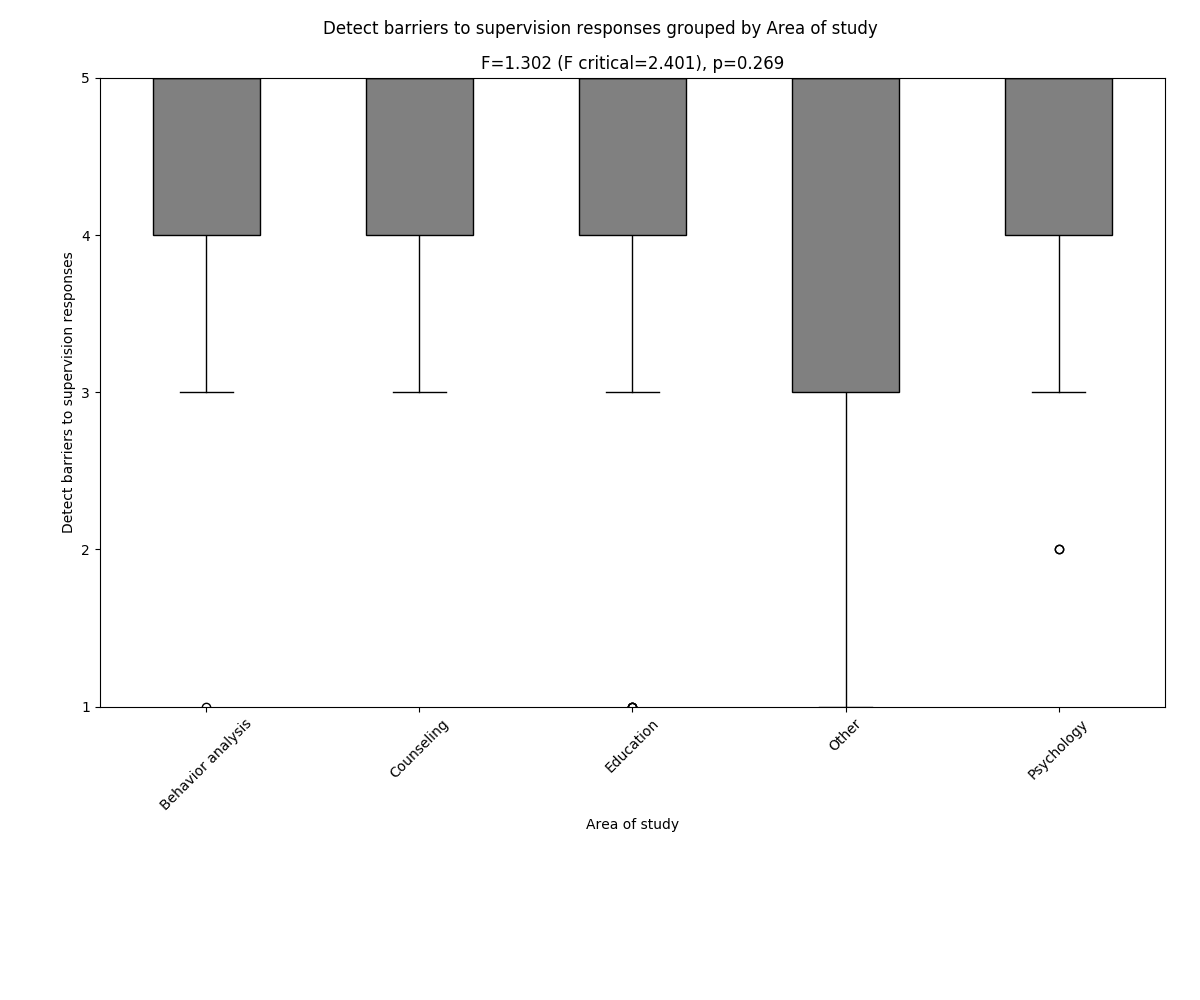 Detect barriers to supervision responses grouped by Area of study
F=1.302 (F critical=2.401), p=0.269
Detect barriers to supervision responses
5
4
3
2
1
Behavior analysis
Counseling
Education
Other
Psychology
Area of study